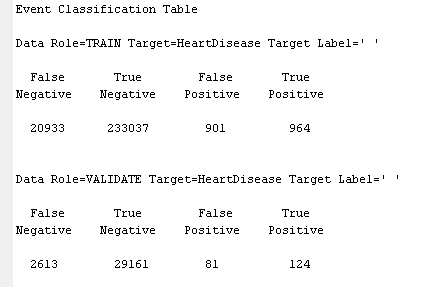 Event Classification Table
Data Role=TRAIN Target=HeartDisease Target Label=' '
False True False True
Negative Negative Positive Positive
20933 233037 901 964
Data Role=VALIDATE Target=HeartDisease Target Label=' '
False True False True
Negative Negative Positive Positive
2613 29161 81 124